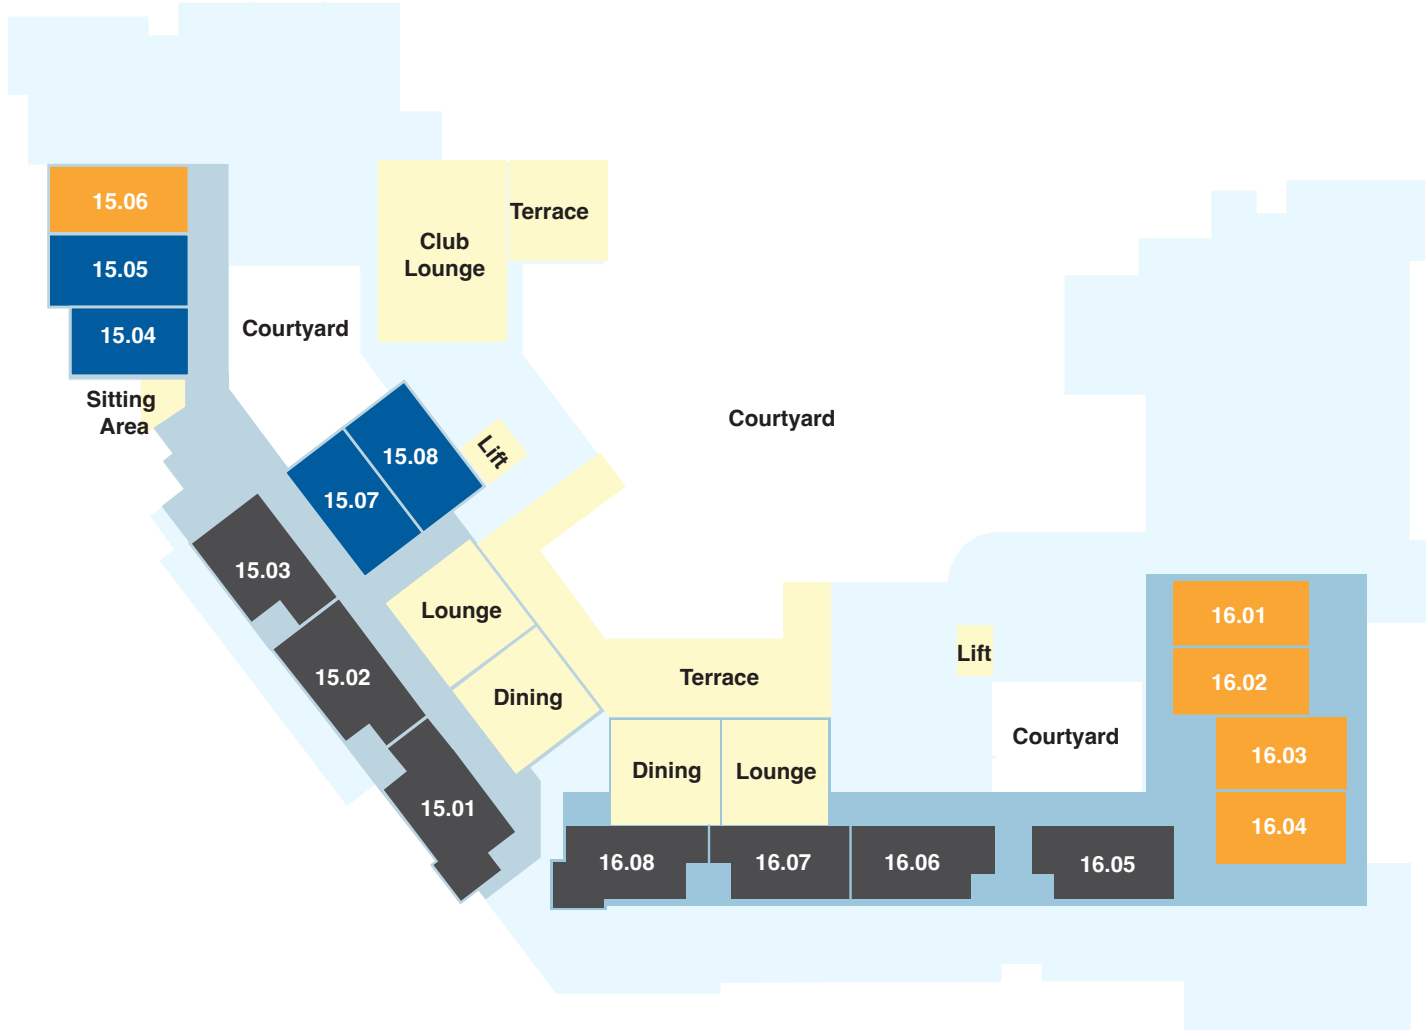 15.06
15.05
15.04
Sitting
Area
Courtyard
Club
Lounge
Terrace
15.08
15.07
Lift
Courtyard
15.03
15.02
15.01
Lounge
Dining
Terrace
Dining
Lounge
Lift
Courtyard
16.01
16.02
16.03
16.04
16.08
16.07
16.06
16.05